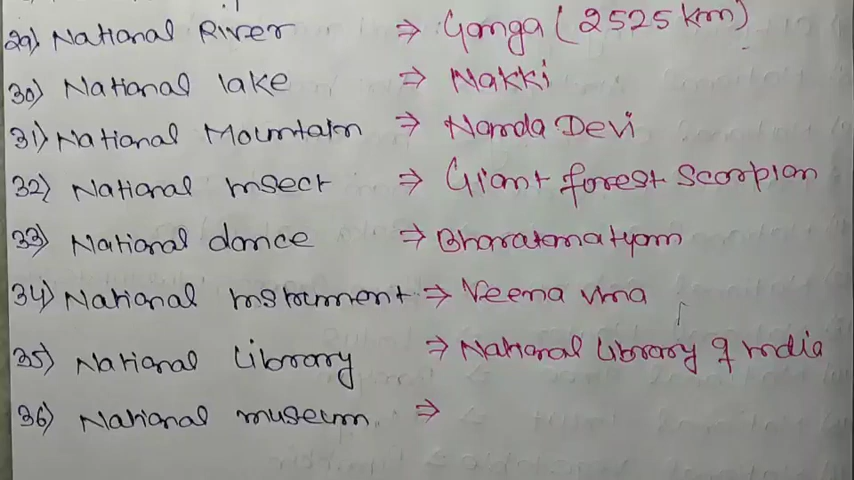 29) National River ⇒ Ganga (2525 km)
30) National lake ⇒ Nakki
31) National Mountain ⇒ Nanda Devi
32) National insect ⇒ Giant forest Scorpian
33) National dance ⇒ Bharatanatyam
34) National instrument ⇒ Veena vina
35) National Library ⇒ National Library of india
36) National museum ⇒